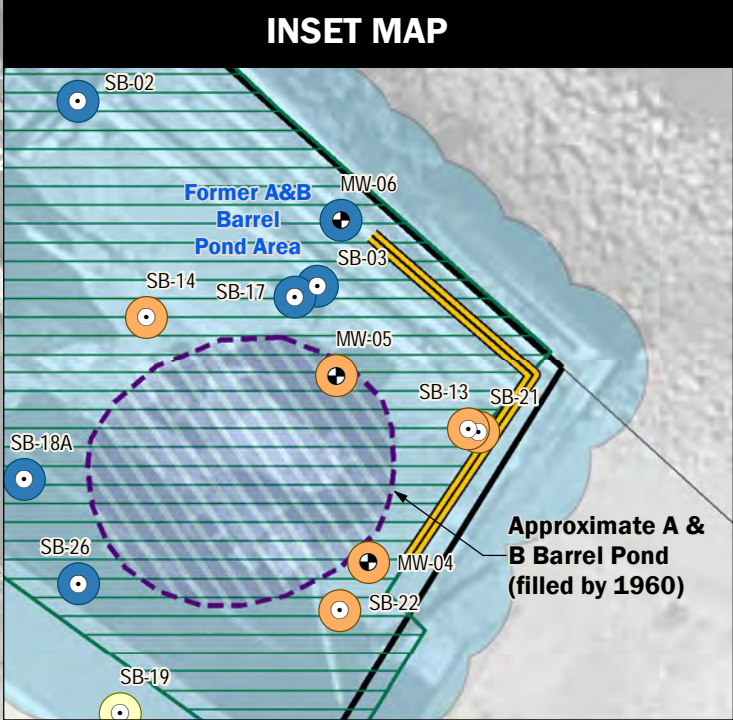 INSET MAP
SB-02
Former A&B
Barrel
Pond Area
MW-06
SB-03
SB-14
SB-17
MW-05
SB-13
SB-21
SB-18A
Approximate A &
B Barrel Pond
(filled by 1960)
SB-26
MW-04
SB-22
SB-19